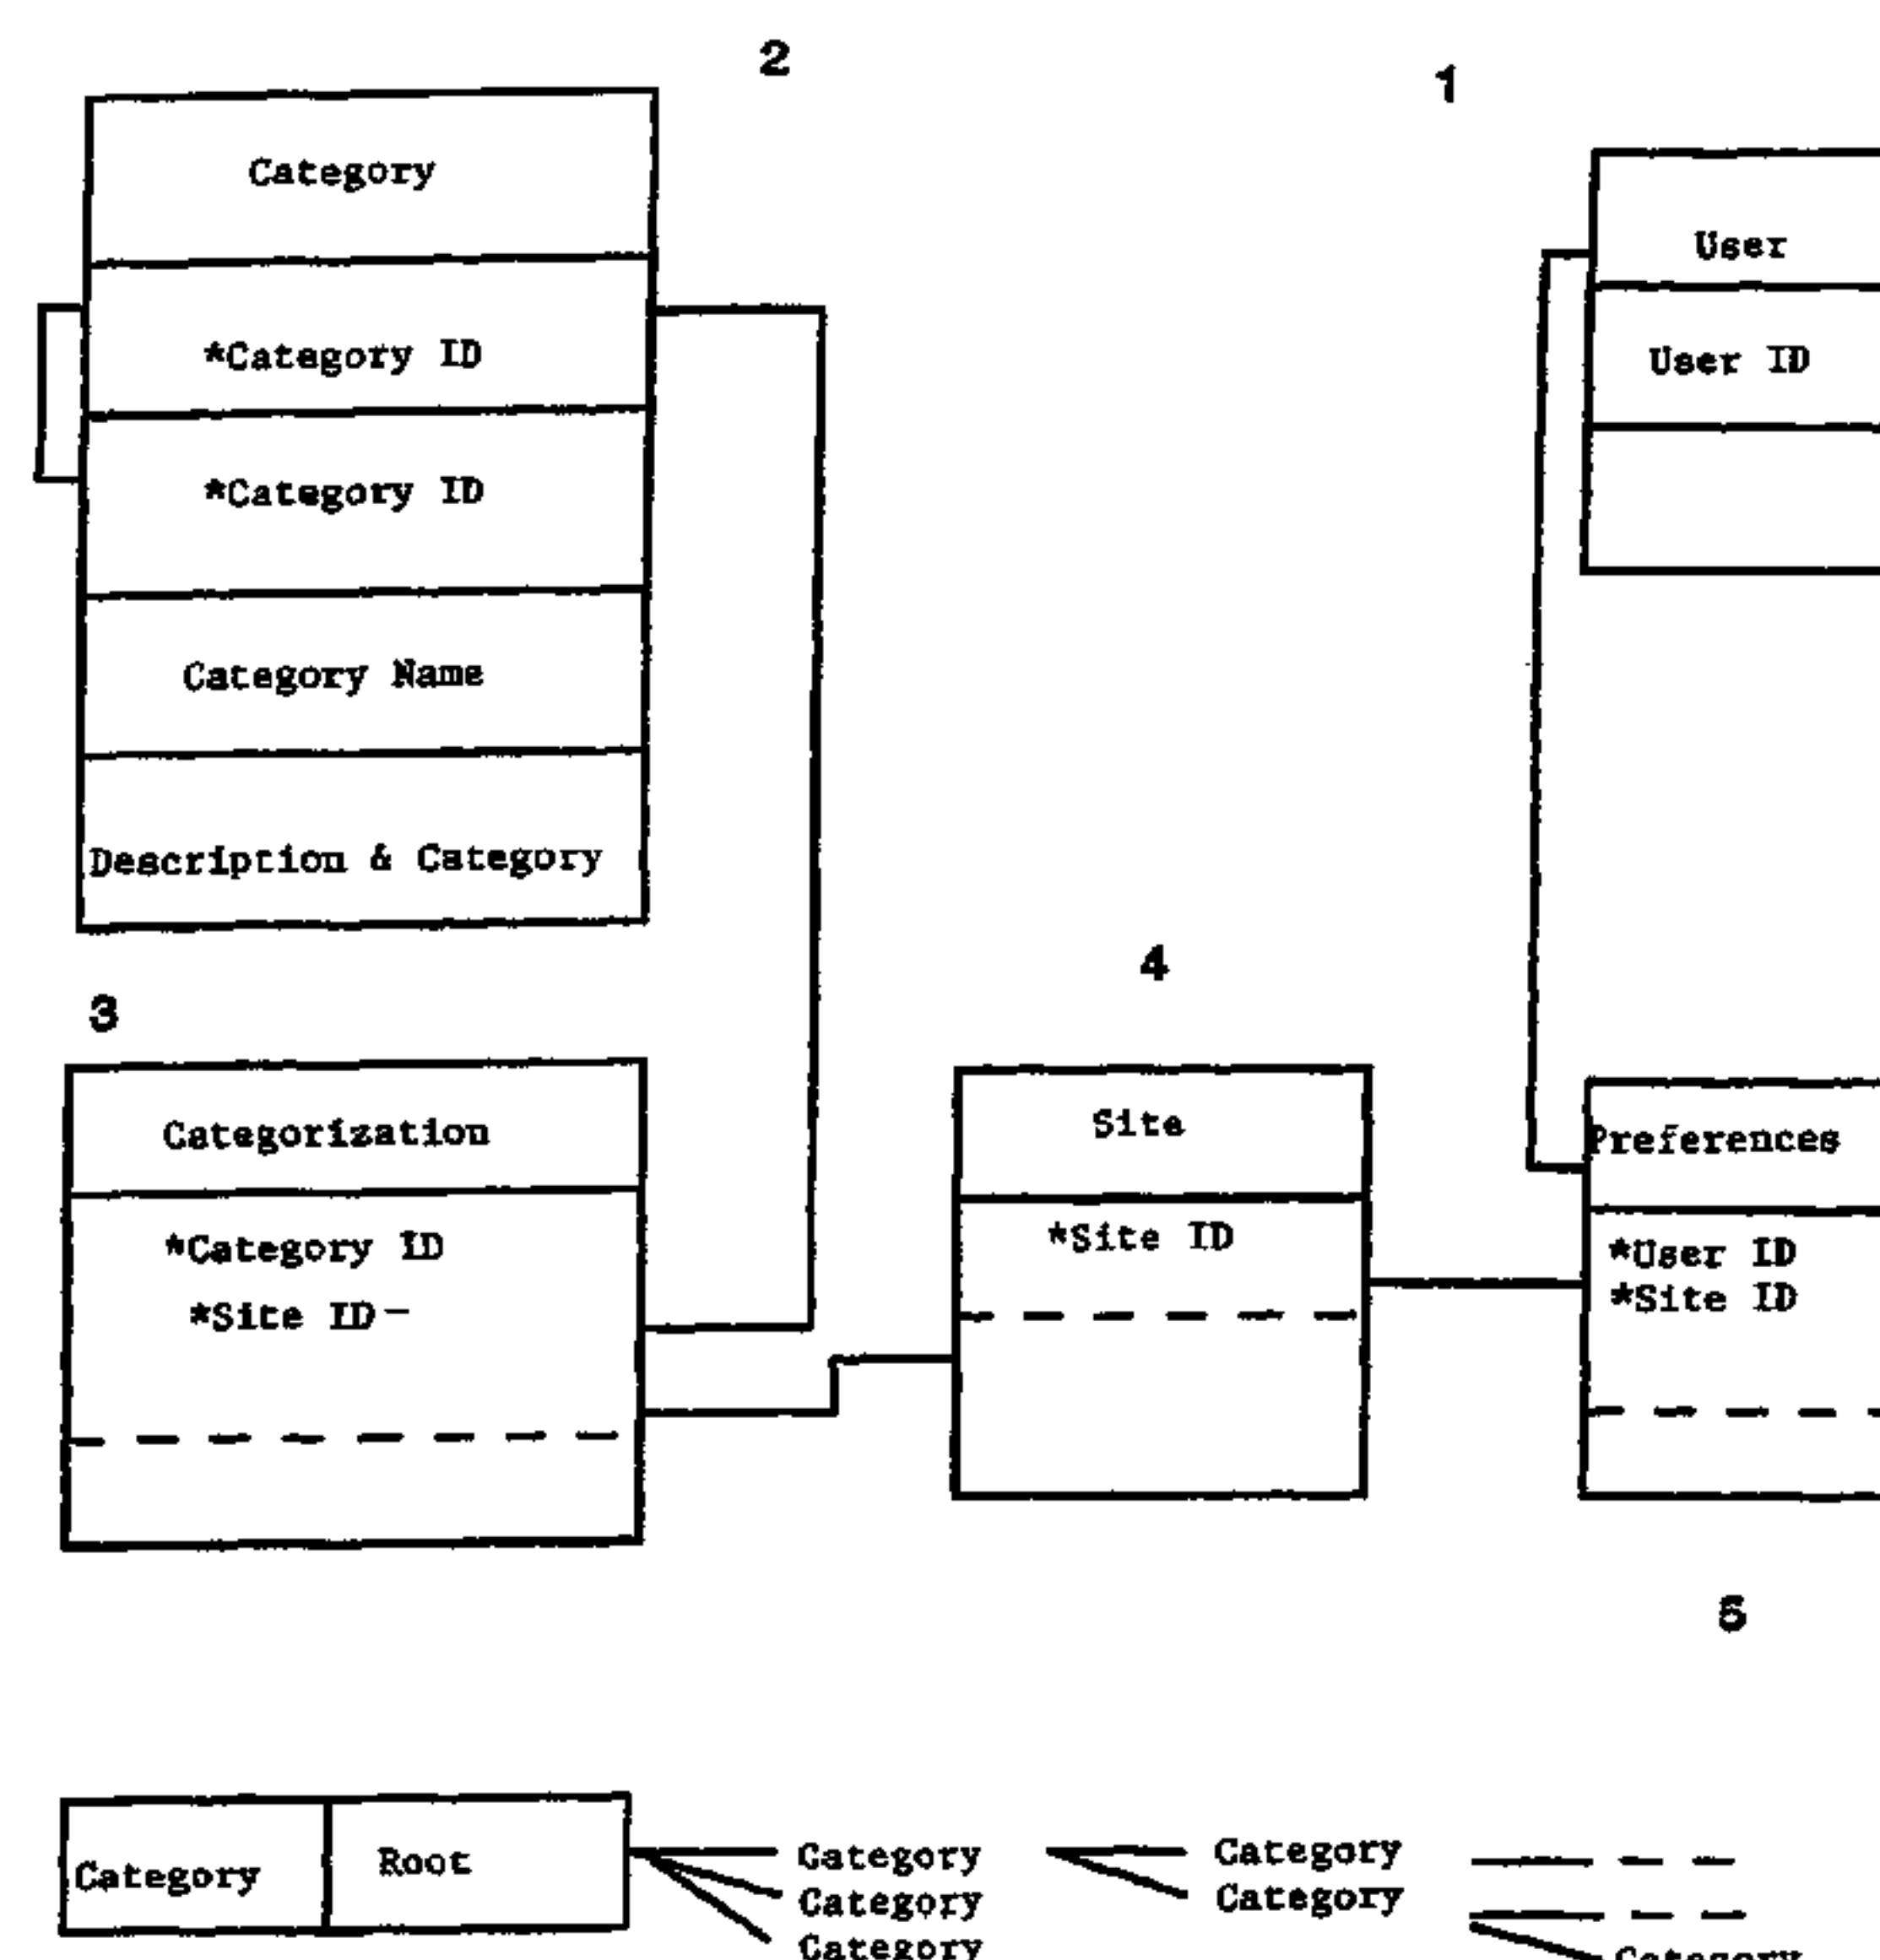 2
1
Category
*Category ID
*Category ID
Category Name
Description & Category
User
User ID
3
Categorization
*Category ID
*Site ID-
4
Site
*Site ID
Preferences
*User ID
*Site ID
Category
Root
Category
Category
Category
Category
Category
Category